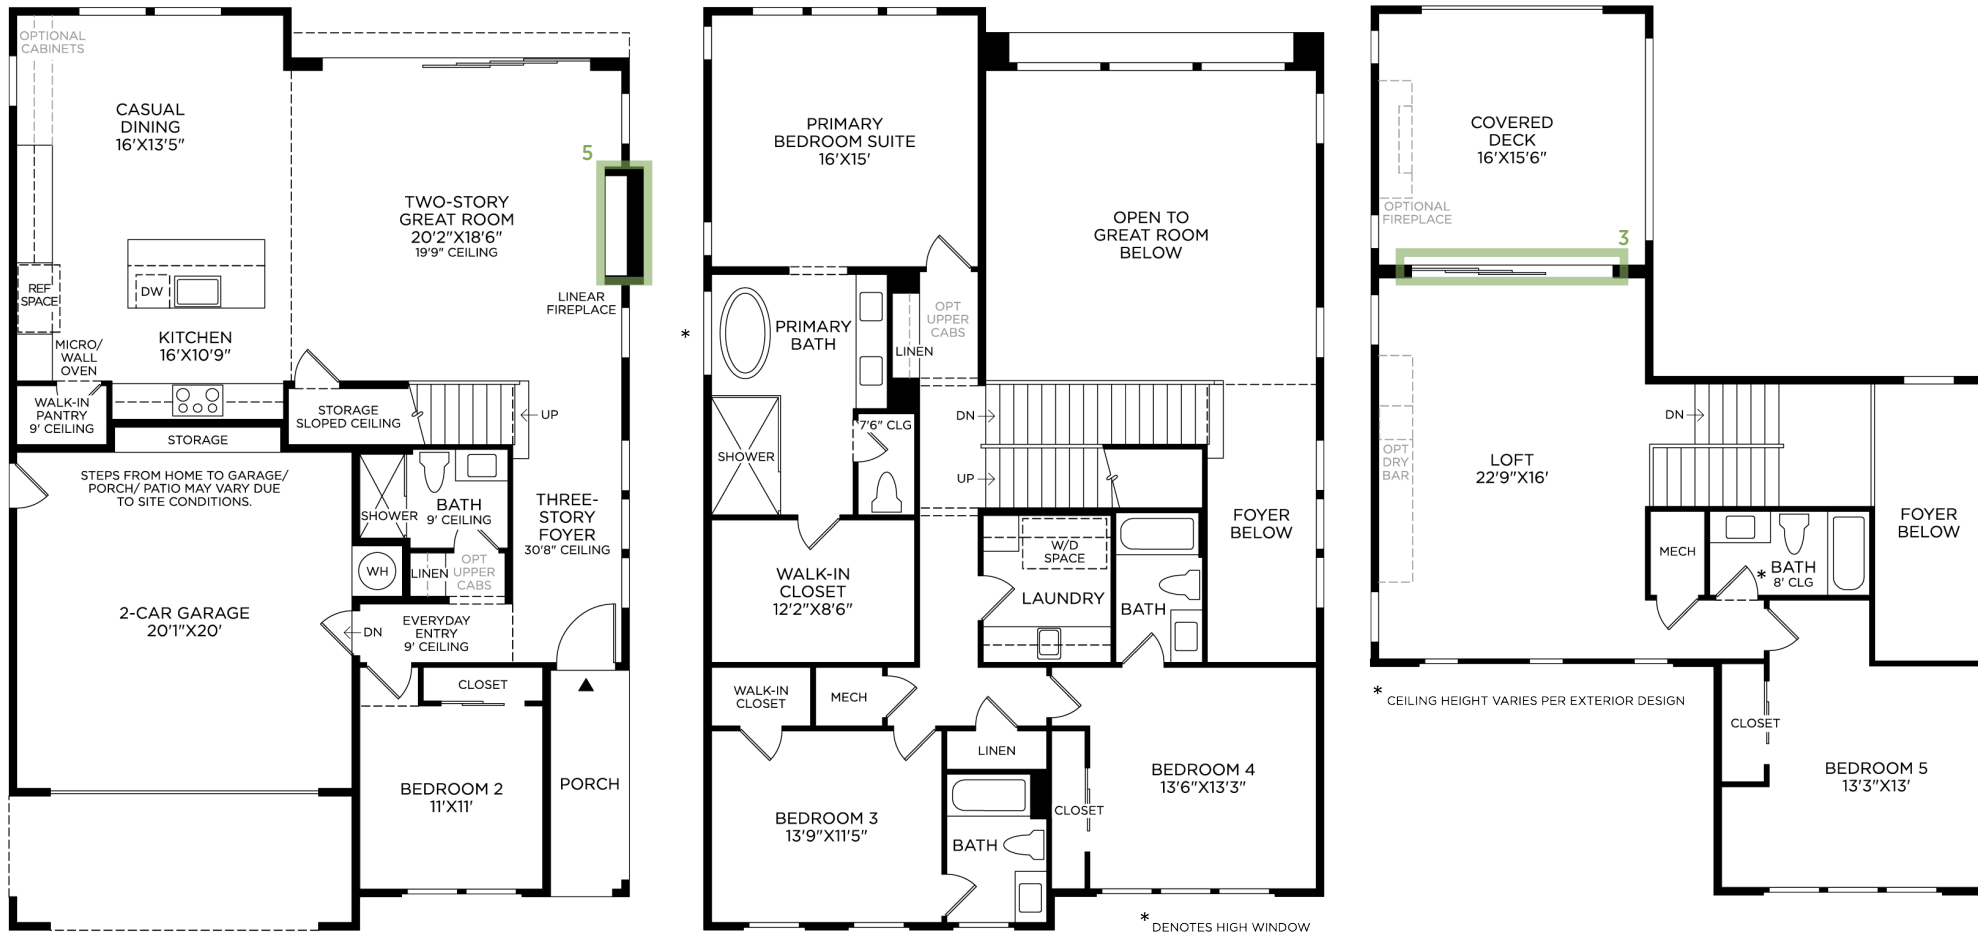 OPTIONAL
CABINETS
CASUAL
DINING
16'X13'5"
5
TWO-STORY
GREAT ROOM
20'2"X18'6"
19'9" CEILING
LINEAR
FIREPLACE
REF
SPACE
DW
KITCHEN
16'X10'9"
MICRO/
WALL
OVEN
WALK-IN
PANTRY
9' CEILING
STORAGE
SLOPED CEILING
UP
STORAGE
STEPS FROM HOME TO GARAGE/
PORCH/ PATIO MAY VARY DUE
TO SITE CONDITIONS.
SHOWER
BATH
9' CEILING
THREE-
STORY
FOYER
30'8" CEILING
WH
LINEN
OPT
UPPER
CABS
2-CAR GARAGE
20'1"X20'
DN
EVERYDAY
ENTRY
9' CEILING
CLOSET
BEDROOM 2
11'X11'
PORCH
PRIMARY
BEDROOM SUITE
16'X15'
OPEN TO
GREAT ROOM
BELOW
*
PRIMARY
BATH
OPT
UPPER
CABS
LINEN
SHOWER
7'6" CLG
DN
UP
WALK-IN
CLOSET
12'2"X8'6"
W/D
SPACE
LAUNDRY
BATH
FOYER
BELOW
WALK-IN
CLOSET
MECH
LINEN
BEDROOM 3
13'9"X11'5"
BATH
CLOSET
BEDROOM 4
13'6"X13'3"
* DENOTES HIGH WINDOW
COVERED
DECK
16'X15'6"
OPTIONAL
FIREPLACE
3
OPT
DRY
BAR
LOFT
22'9"X16'
DN
MECH
* BATH
8' CLG
FOYER
BELOW
* CEILING HEIGHT VARIES PER EXTERIOR DESIGN
CLOSET
BEDROOM 5
13'3"X13'